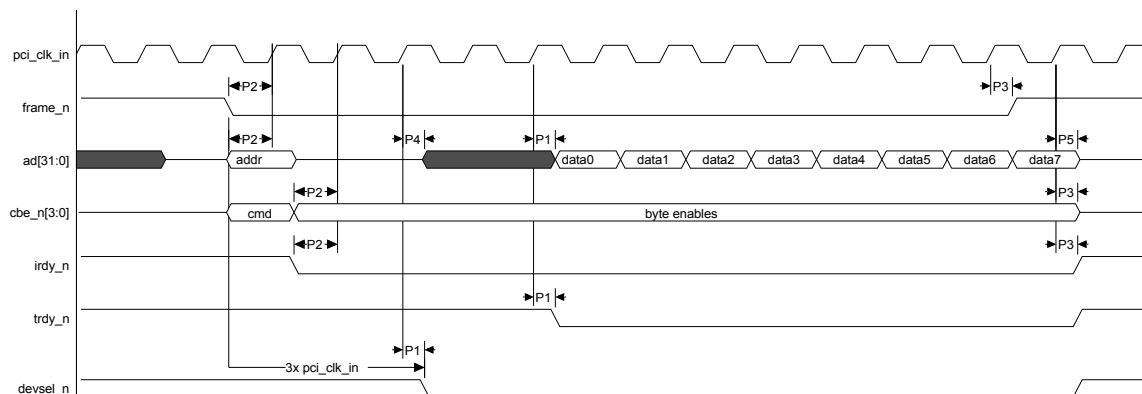 pci_clk_in
P2
P3
frame_n
P2
P4
P1
P5
ad[31:0]
addr
data0 data1 data2 data3 data4 data5 data6 data7
P2
P3
cbe_n[3:0]
cmd
byte enables
P2
P3
irdy_n
P1
trdy_n
P1
3x pci_clk_in
devsel_n